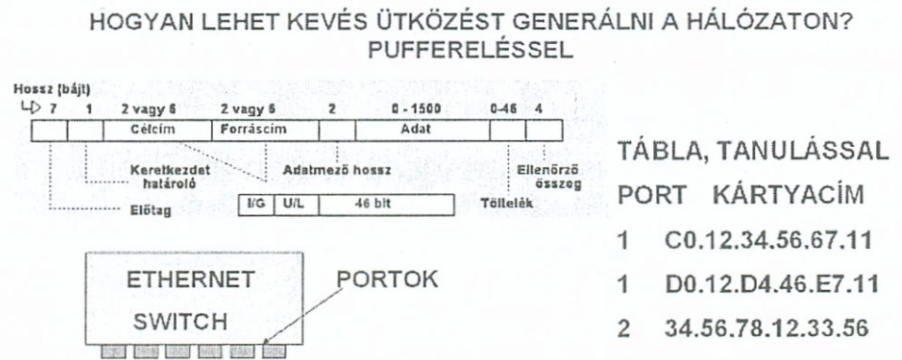 HOGYAN LEHET KEVÉS ÜTKÖZÉST GENERÁLNI A HÁLÓZATON?
PUFFERELÉSSEL
Hossz (bájt)
7 1 2 vagy 6 2 vagy 6 2 0 - 1500 0-46 4
Célcím Forráscím Adat
Keretkezdet határoló
Adatmező hossz
Ellenőrző összeg
Előtag
I/G U/L 46 bit
Töltelék
ETHERNET
SWITCH
PORTOK
TÁBLA, TANULÁSSAL
PORT KÁRTYACÍM
1 C0.12.34.56.67.11
1 D0.12.D4.46.E7.11
2 34.56.78.12.33.56